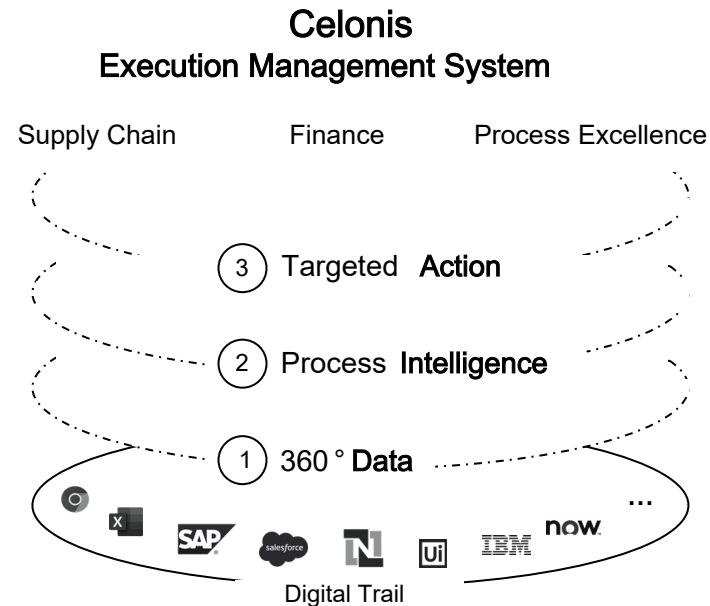 Celonis
Execution Management System
Supply Chain Finance Process Excellence
3 Targeted Action
2 Process Intelligence
1 360° Data
...
X SAP salesforce N Ui IBM now
Digital Trail